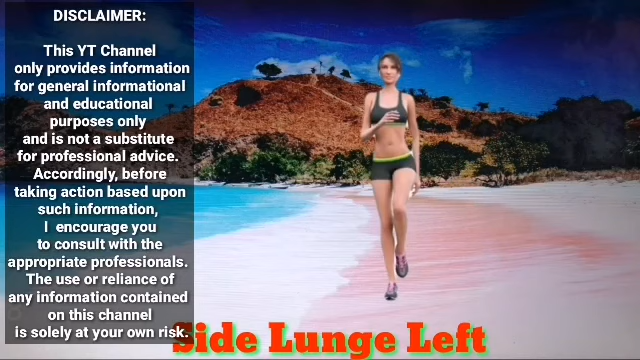 DISCLAIMER:
This YT Channel
only provides information
for general informational
and educational
purposes only
and is not a substitute
for professional advice.
Accordingly, before
taking action based upon
such information,
I encourage you
to consult with the
appropriate professionals.
The use or reliance of
any information contained
on this channel
is solely at your own risk.
Side Lunge Left